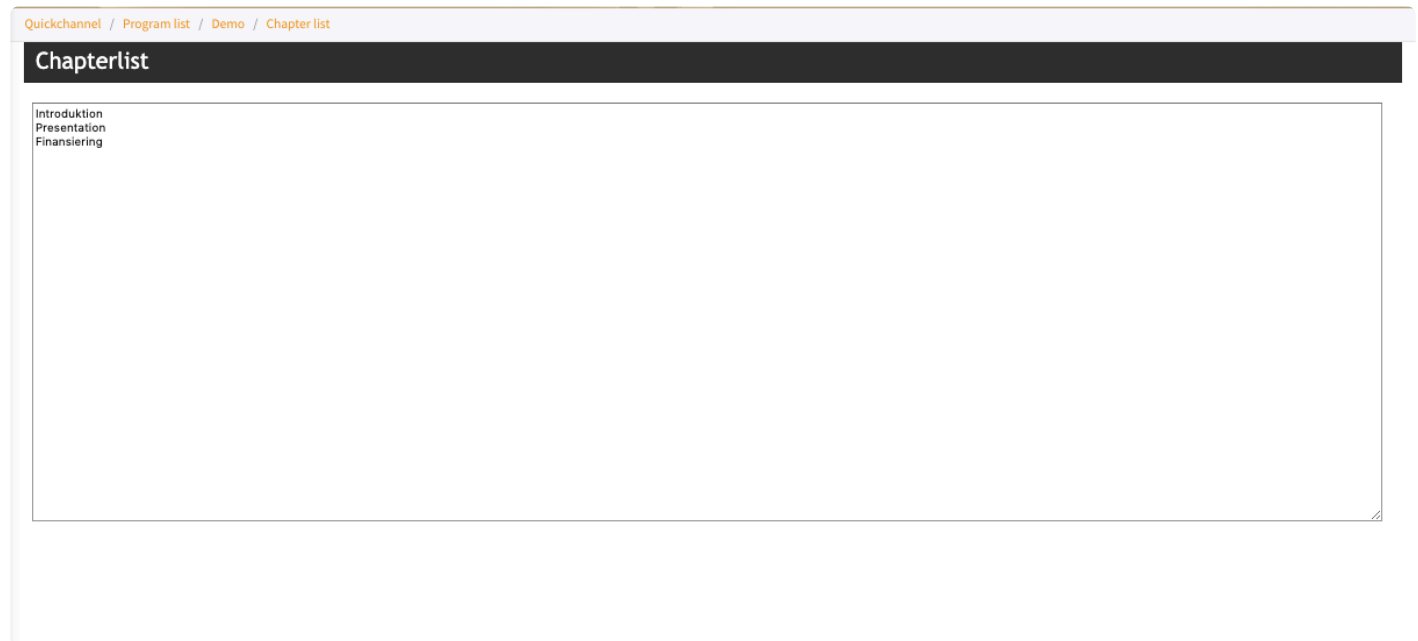 Quickchannel / Program list / Demo / Chapter list
Chapterlist
Introduktion
Presentation
Finansiering